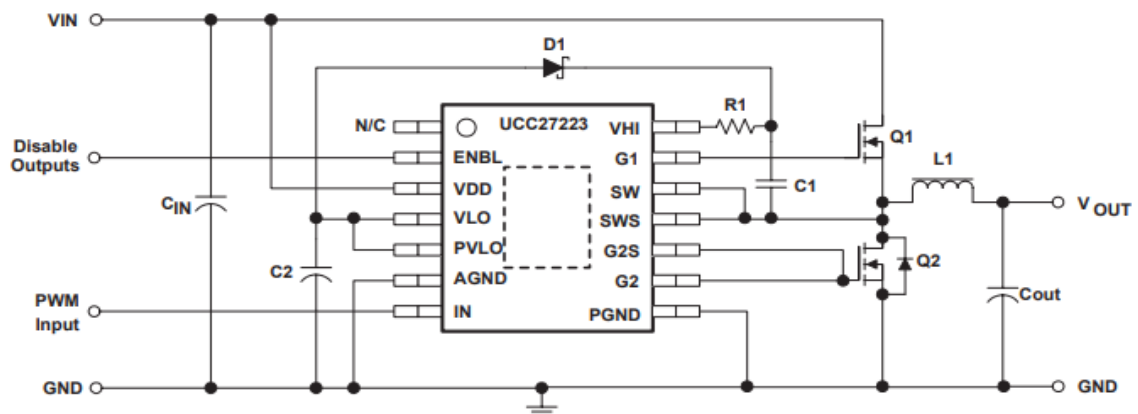 VIN
D1
N/C
UCC27223
VHI
R1
Q1
Disable
Outputs
ENBL
G1
L1
VDD
SW
C1
CIN
VLO
SWS
VOUT
PVLO
G2S
Q2
C2
AGND
G2
Cout
PWM
Input
IN
PGND
GND
GND